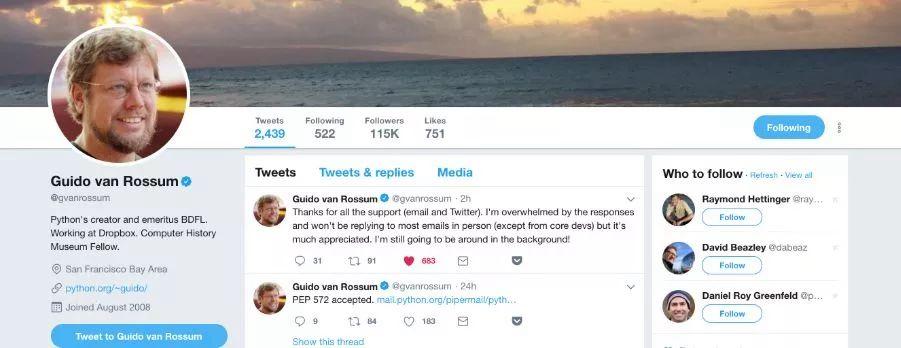 Tweets Following Followers Likes
2,439 522 115K 751
Following
Guido van Rossum
@gvanrossum
Python's creator and emeritus BDFL.
Working at Dropbox. Computer History
Museum Fellow.
San Francisco Bay Area
python.org/~guido/
Joined August 2008
Tweet to Guido van Rossum
Tweets Tweets & replies Media
Guido van Rossum @gvanrossum · 2h
Thanks for all the support (email and Twitter). I'm overwhelmed by the responses
and won't be replying to most emails in person (except from core devs) but it's
much appreciated. I'm still going to be around in the background!
31 91 683
Guido van Rossum @gvanrossum · 24h
PEP 572 accepted. mail.python.org/pipermail/pyth…
9 84 183
Show this thread
Who to follow · Refresh · View all
Raymond Hettinger @ray…
Follow
David Beazley @dabeaz
Follow
Daniel Roy Greenfeld @p…
Follow